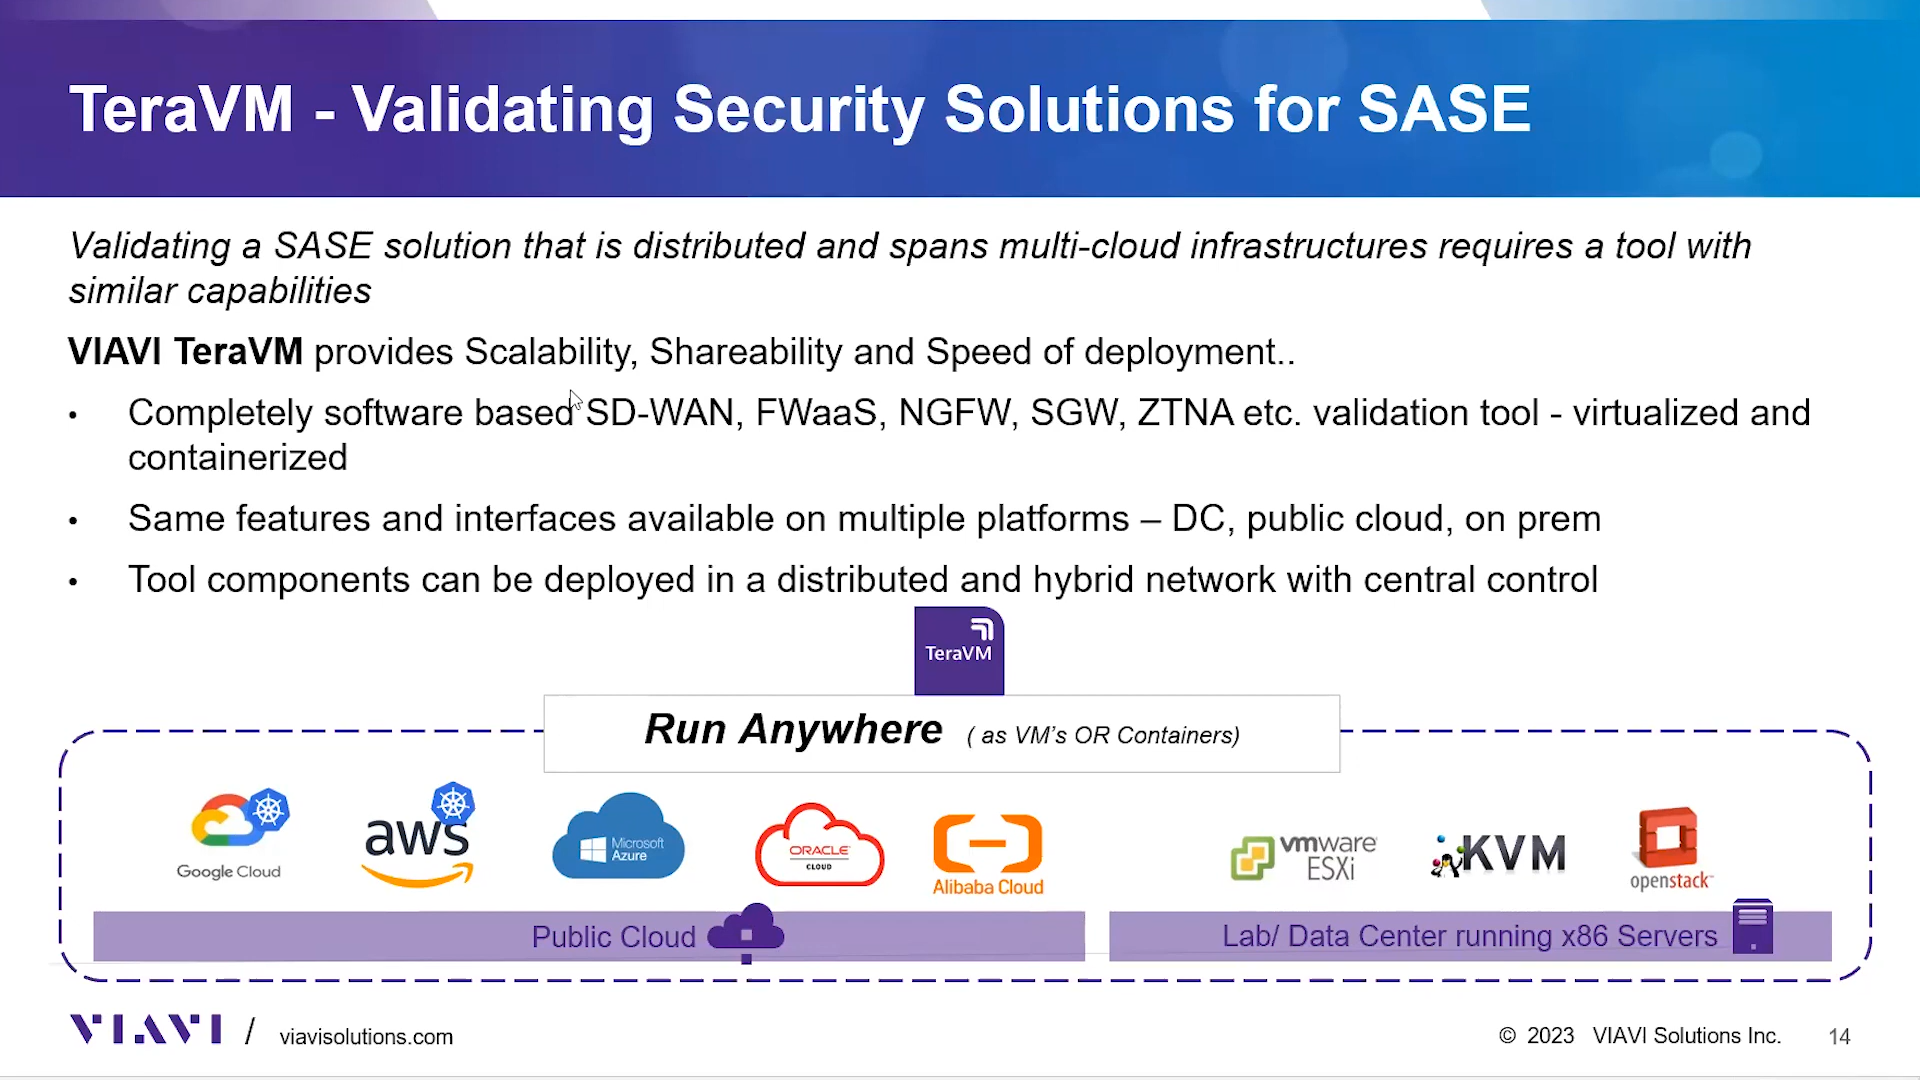 TeraVM - Validating Security Solutions for SASE
Validating a SASE solution that is distributed and spans multi-cloud infrastructures requires a tool with
similar capabilities
VIAVI TeraVM provides Scalability, Shareability and Speed of deployment..
• Completely software based SD-WAN, FWaaS, NGFW, SGW, ZTNA etc. validation tool - virtualized and
containerized
• Same features and interfaces available on multiple platforms – DC, public cloud, on prem
• Tool components can be deployed in a distributed and hybrid network with central control
TeraVM
Run Anywhere ( as VM's OR Containers)
Google Cloud
aws
Microsoft
Azure
ORACLE
CLOUD
Alibaba Cloud
vmware
ESXi
KVM
openstack
Public Cloud
Lab/ Data Center running x86 Servers
VIAVI / viavisolutions.com
© 2023 VIAVI Solutions Inc. 14